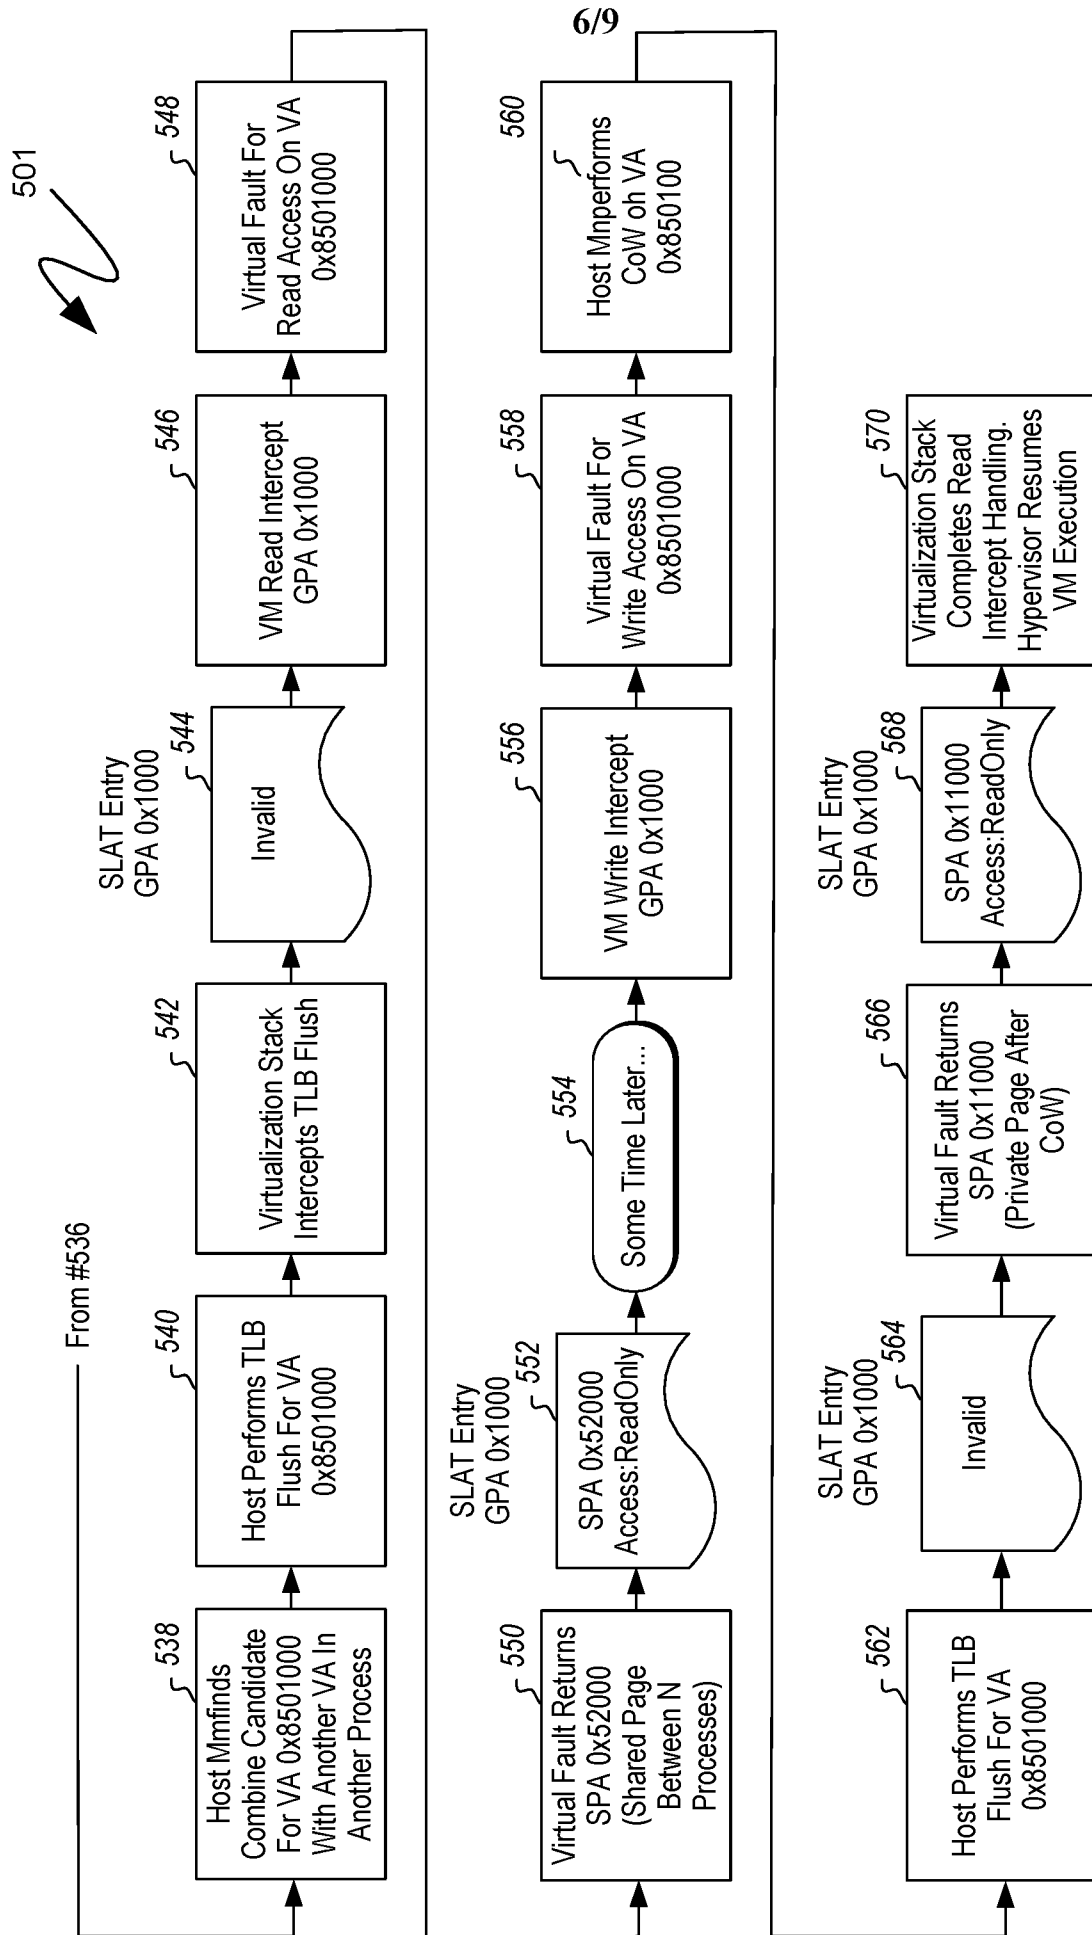 6/9
501
From #536
538
Host Mmfinds
Combine Candidate
For VA 0x8501000
With Another VA In
Another Process
540
Host Performs TLB
Flush For VA
0x8501000
542
Virtualization Stack
Intercepts TLB Flush
SLAT Entry
GPA 0x1000
544
Invalid
546
VM Read Intercept
GPA 0x1000
548
Virtual Fault For
Read Access On VA
0x8501000
550
Virtual Fault Returns
SPA 0x52000
(Shared Page
Between N
Processes)
SLAT Entry
GPA 0x1000
552
SPA 0x52000
Access:ReadOnly
554
Some Time Later...
556
VM Write Intercept
GPA 0x1000
558
Virtual Fault For
Write Access On VA
0x8501000
560
Host Mnperforms
CoW oh VA
0x850100
562
Host Performs TLB
Flush For VA
0x8501000
SLAT Entry
GPA 0x1000
564
Invalid
566
Virtual Fault Returns
SPA 0x11000
(Private Page After
CoW)
SLAT Entry
GPA 0x1000
568
SPA 0x11000
Access:ReadOnly
570
Virtualization Stack
Completes Read
Intercept Handling.
Hypervisor Resumes
VM Execution